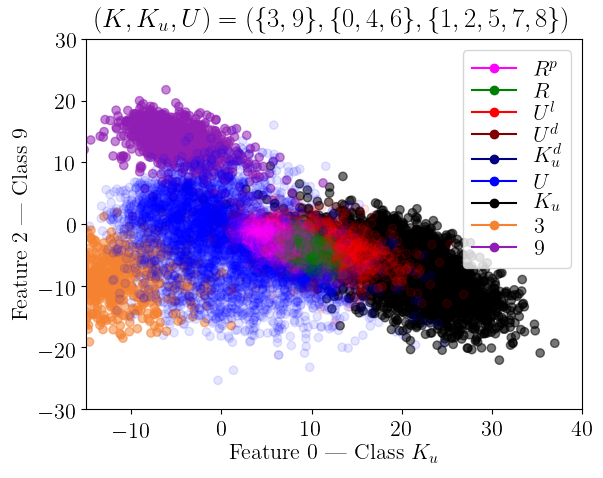 (K, K_u, U) = ({3, 9}, {0, 4, 6}, {1, 2, 5, 7, 8})
30
20
10
0
−10
−20
−30
Feature 2 — Class 9
R^p
R
U^l
U^d
K_u^d
U
K_u
3
9
−10
0
10
20
30
40
Feature 0 — Class K_u